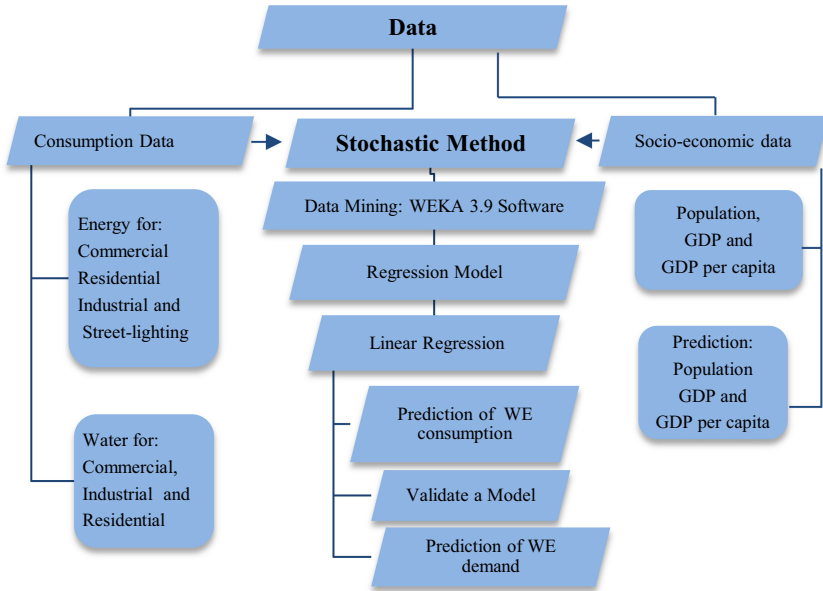 Data
Consumption Data
Stochastic Method
Socio-economic data
Energy for:
Commercial
Residential
Industrial and
Street-lighting
Water for:
Commercial,
Industrial and
Residential
Data Mining: WEKA 3.9 Software
Regression Model
Linear Regression
Prediction of WE
consumption
Validate a Model
Prediction of WE
demand
Population,
GDP and
GDP per capita
Prediction:
Population
GDP and
GDP per capita